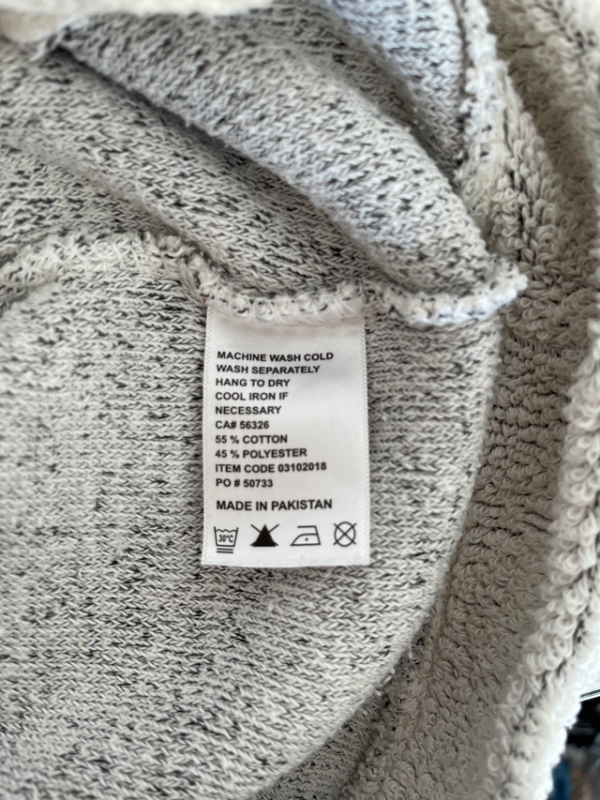 MACHINE WASH COLD
WASH SEPARATELY
HANG TO DRY
COOL IRON IF
NECESSARY
CA# 56326
55 % COTTON
45 % POLYESTER
ITEM CODE 03102018
PO # 50733
MADE IN PAKISTAN
30°C